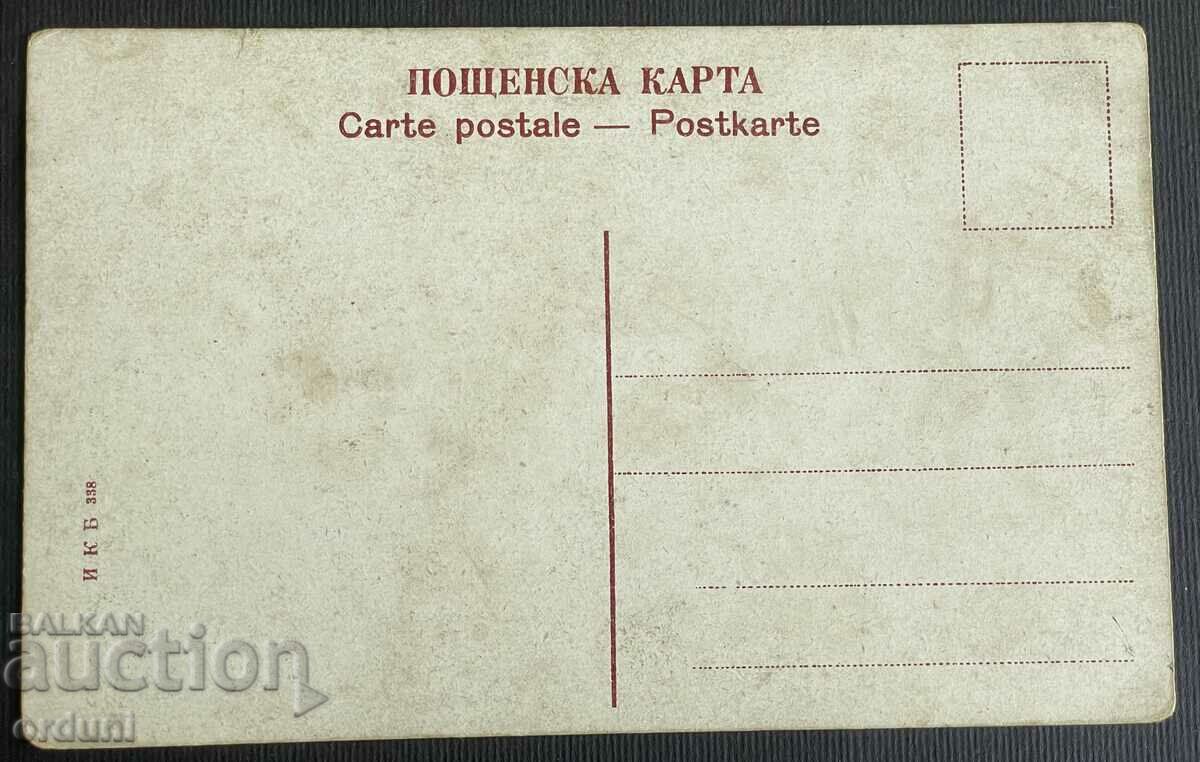 ПОЩЕНСКА КАРТА
Carte postale — Postkarte
И К Б 338
BALKAN
auction
orduni